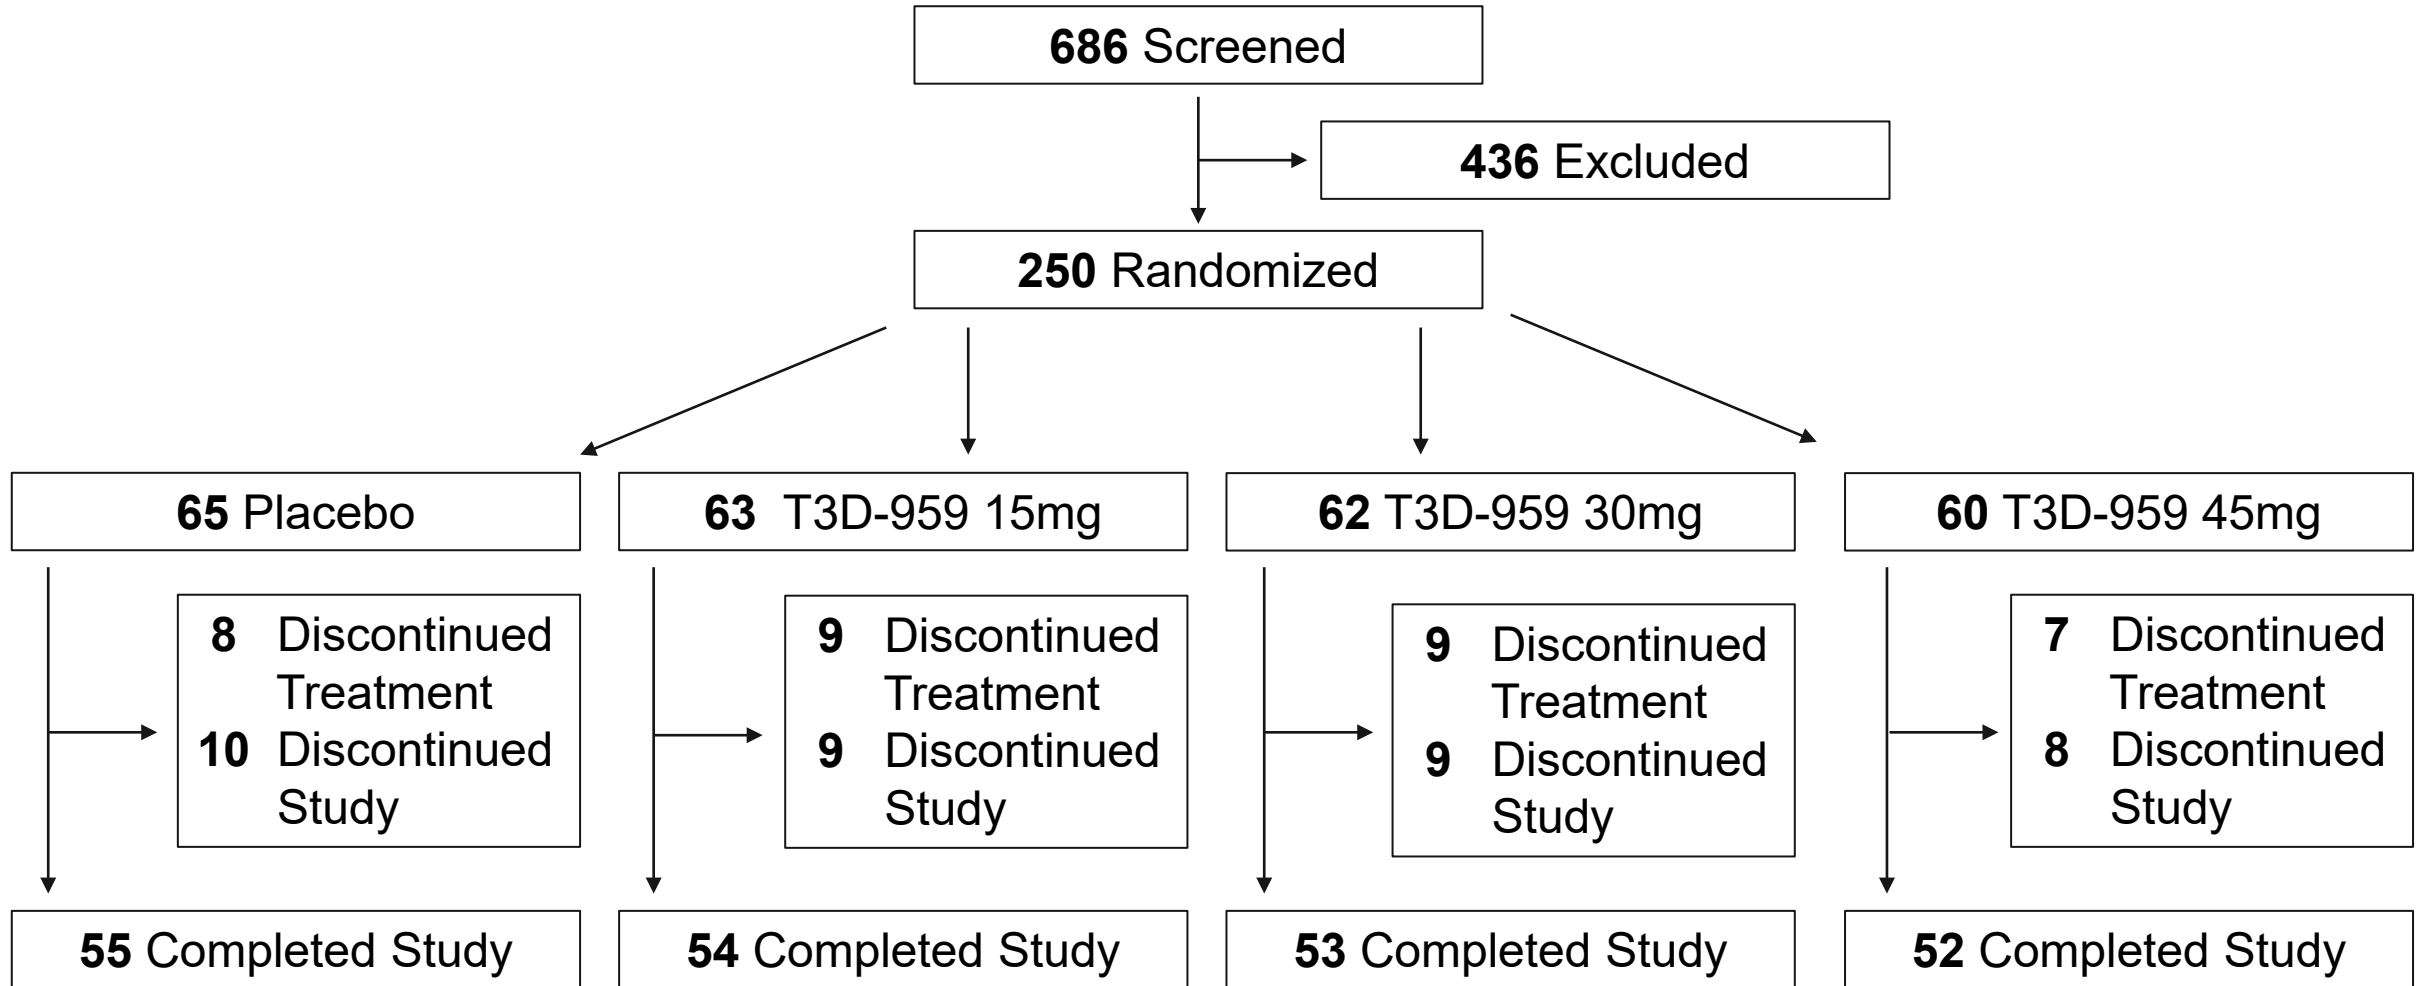 686 Screened
436 Excluded
250 Randomized
65 Placebo
63 T3D-959 15mg
62 T3D-959 30mg
60 T3D-959 45mg
8 Discontinued
Treatment
10 Discontinued
Study
9 Discontinued
Treatment
9 Discontinued
Study
9 Discontinued
Treatment
9 Discontinued
Study
7 Discontinued
Treatment
8 Discontinued
Study
55 Completed Study
54 Completed Study
53 Completed Study
52 Completed Study